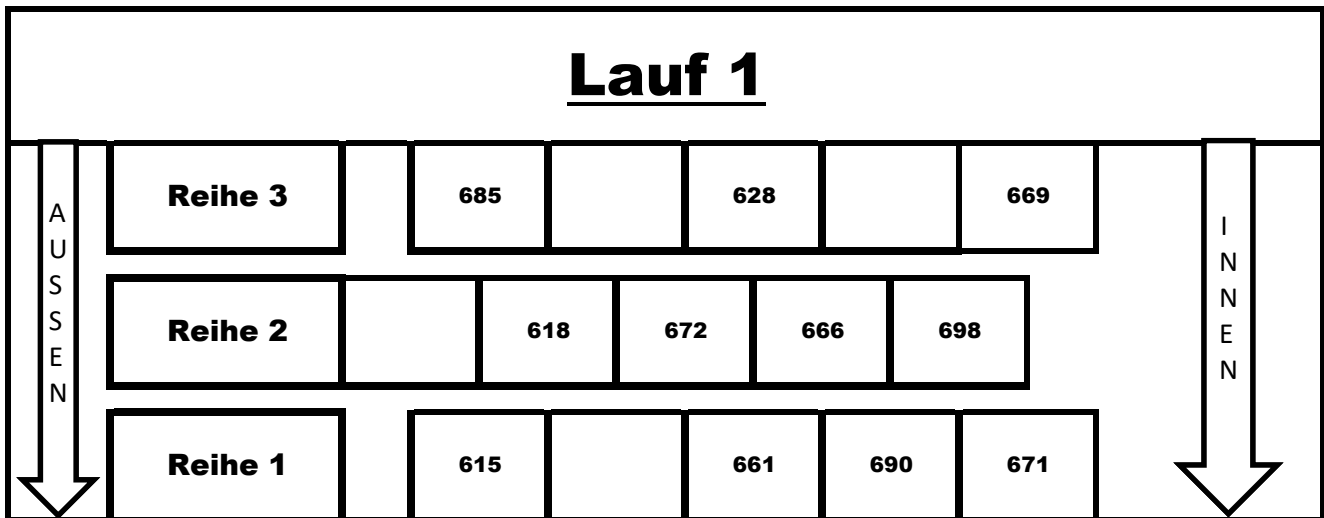 Lauf 1
AUSSEN
Reihe 3 685 628 669
Reihe 2 618 672 666 698
Reihe 1 615 661 690 671
INNEN